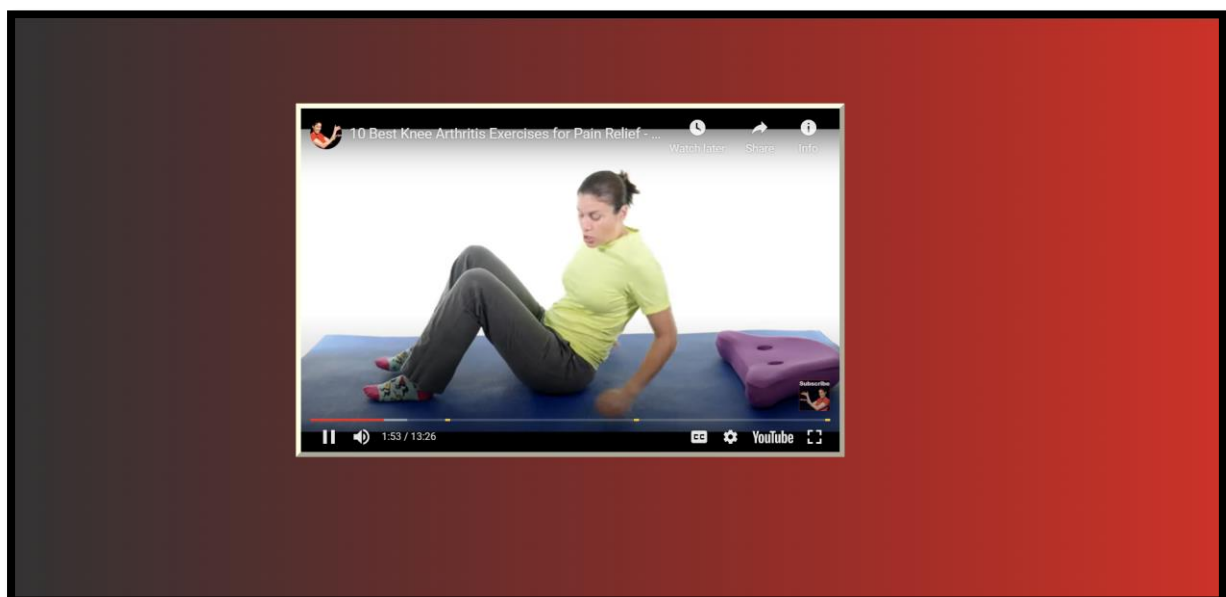 10 Best Knee Arthritis Exercises for Pain Relief - ...
Watch later
Share
Info
Subscribe
1:53 / 13:26
CC
YouTube